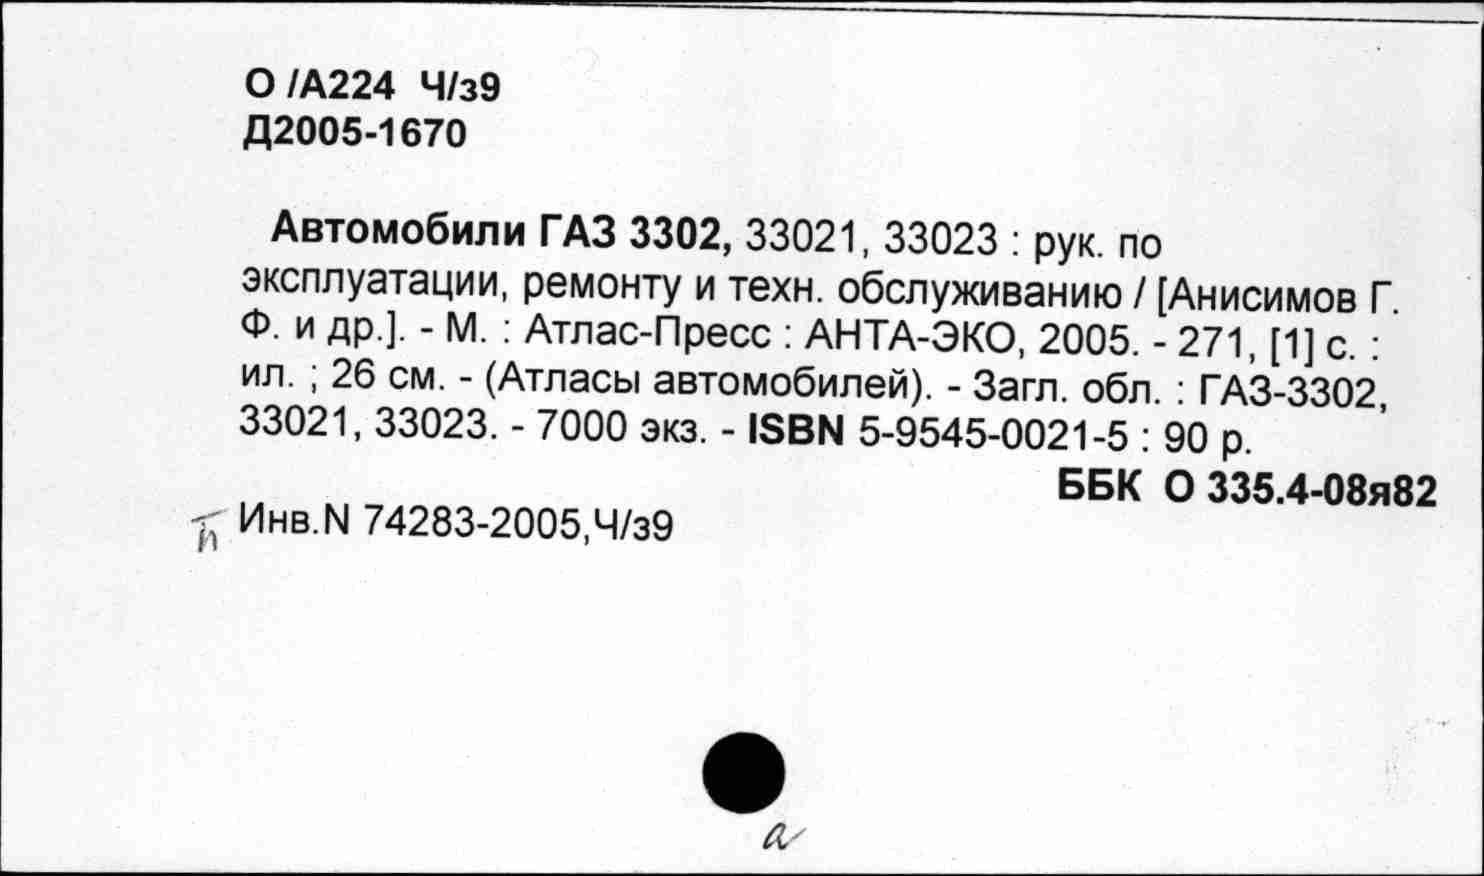 О /А224 Ч/з9
Д2005-1670
Автомобили ГАЗ 3302, 33021, 33023 : рук. по
эксплуатации, ремонту и техн. обслуживанию / [Анисимов Г.
Ф. и др.]. - М. : Атлас-Пресс : АНТА-ЭКО, 2005. - 271, [1] с. :
ил. ; 26 см. - (Атласы автомобилей). - Загл. обл. : ГАЗ-3302,
33021, 33023. - 7000 экз. - ISBN 5-9545-0021-5 : 90 р.
ББК О 335.4-08я82
Инв.N 74283-2005,Ч/з9
а